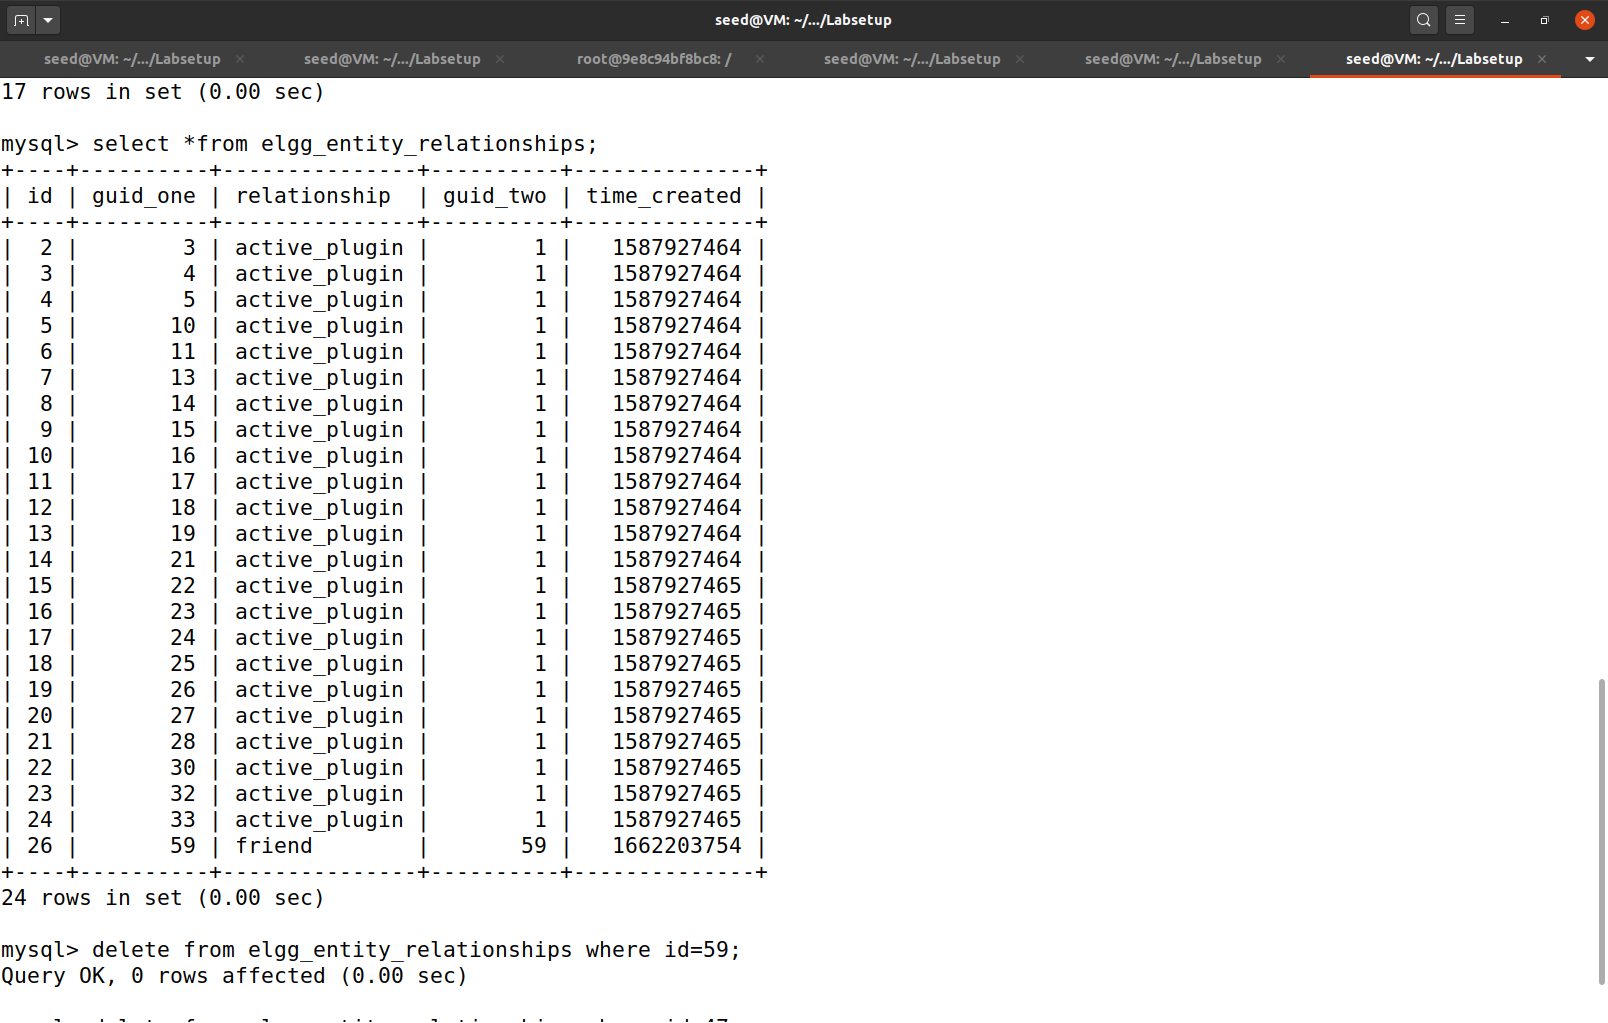 seed@VM: ~/.../Labsetup
seed@VM: ~/.../Labsetup × seed@VM: ~/.../Labsetup × root@9e8c94bf8bc8: / × seed@VM: ~/.../Labsetup × seed@VM: ~/.../Labsetup × seed@VM: ~/.../Labsetup ×
17 rows in set (0.00 sec)
mysql> select *from elgg_entity_relationships;
+----+----------+---------------+----------+--------------+
| id | guid_one | relationship  | guid_two | time_created |
+----+----------+---------------+----------+--------------+
|  2 |        3 | active_plugin |        1 |   1587927464 |
|  3 |        4 | active_plugin |        1 |   1587927464 |
|  4 |        5 | active_plugin |        1 |   1587927464 |
|  5 |       10 | active_plugin |        1 |   1587927464 |
|  6 |       11 | active_plugin |        1 |   1587927464 |
|  7 |       13 | active_plugin |        1 |   1587927464 |
|  8 |       14 | active_plugin |        1 |   1587927464 |
|  9 |       15 | active_plugin |        1 |   1587927464 |
| 10 |       16 | active_plugin |        1 |   1587927464 |
| 11 |       17 | active_plugin |        1 |   1587927464 |
| 12 |       18 | active_plugin |        1 |   1587927464 |
| 13 |       19 | active_plugin |        1 |   1587927464 |
| 14 |       21 | active_plugin |        1 |   1587927464 |
| 15 |       22 | active_plugin |        1 |   1587927465 |
| 16 |       23 | active_plugin |        1 |   1587927465 |
| 17 |       24 | active_plugin |        1 |   1587927465 |
| 18 |       25 | active_plugin |        1 |   1587927465 |
| 19 |       26 | active_plugin |        1 |   1587927465 |
| 20 |       27 | active_plugin |        1 |   1587927465 |
| 21 |       28 | active_plugin |        1 |   1587927465 |
| 22 |       30 | active_plugin |        1 |   1587927465 |
| 23 |       32 | active_plugin |        1 |   1587927465 |
| 24 |       33 | active_plugin |        1 |   1587927465 |
| 26 |       59 | friend        |       59 |   1662203754 |
+----+----------+---------------+----------+--------------+
24 rows in set (0.00 sec)
mysql> delete from elgg_entity_relationships where id=59;
Query OK, 0 rows affected (0.00 sec)